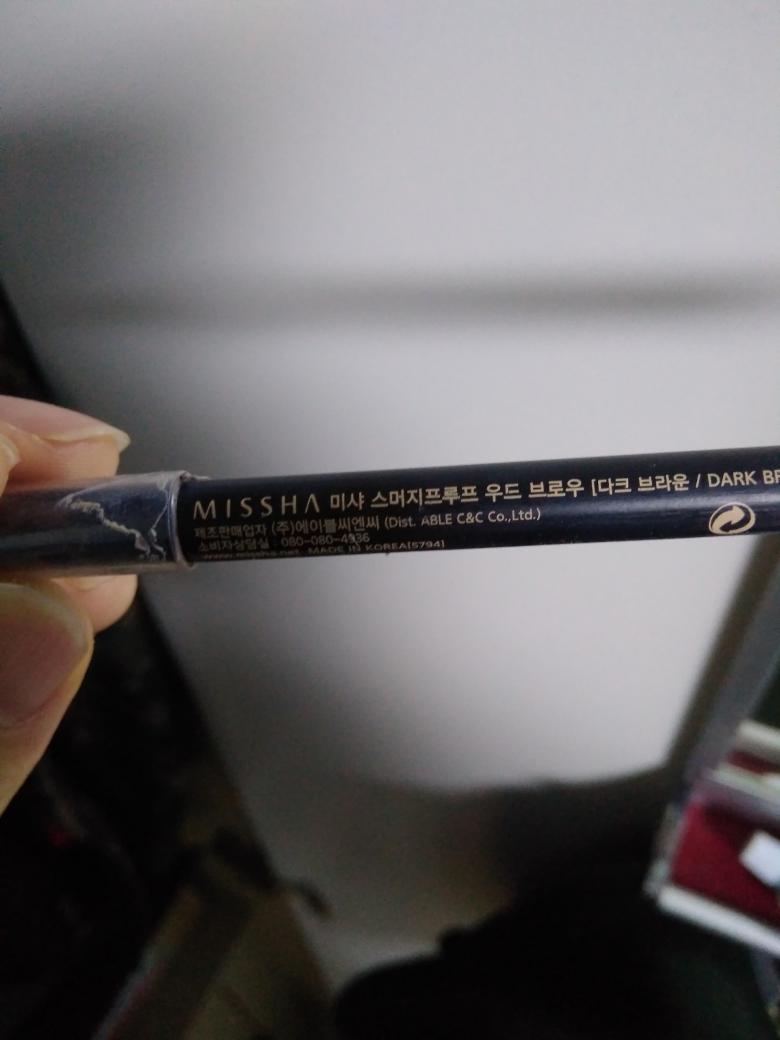 MISSHA 미샤 스머지프루프 우드 브로우 [다크 브라운 / DARK BR
제조판매업자 (주)에이블씨엔씨 (Dist. ABLE C&C Co.,Ltd.)
소비자상담실 : 080-080-4936
www.missha.net MADE IN KOREA[5794]